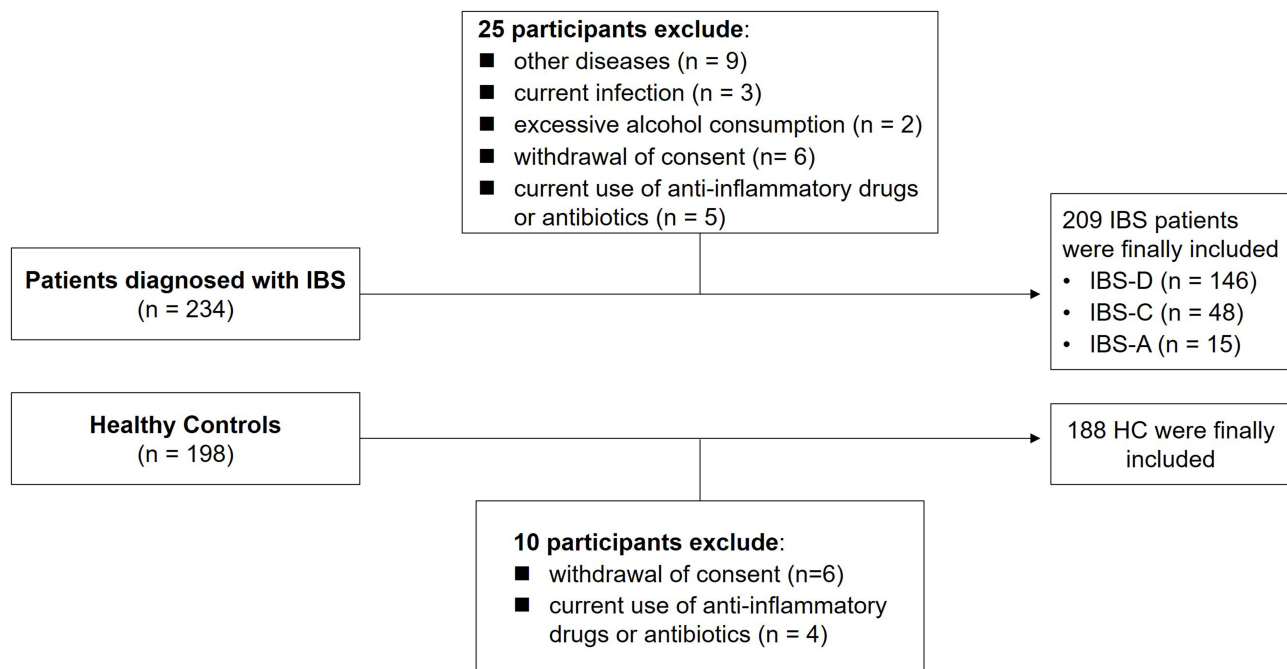 25 participants exclude:
■ other diseases (n = 9)
■ current infection (n = 3)
■ excessive alcohol consumption (n = 2)
■ withdrawal of consent (n= 6)
■ current use of anti-inflammatory drugs
or antibiotics (n = 5)
Patients diagnosed with IBS
(n = 234)
209 IBS patients
were finally included
• IBS-D (n = 146)
• IBS-C (n = 48)
• IBS-A (n = 15)
Healthy Controls
(n = 198)
188 HC were finally
included
10 participants exclude:
■ withdrawal of consent (n=6)
■ current use of anti-inflammatory
drugs or antibiotics (n = 4)